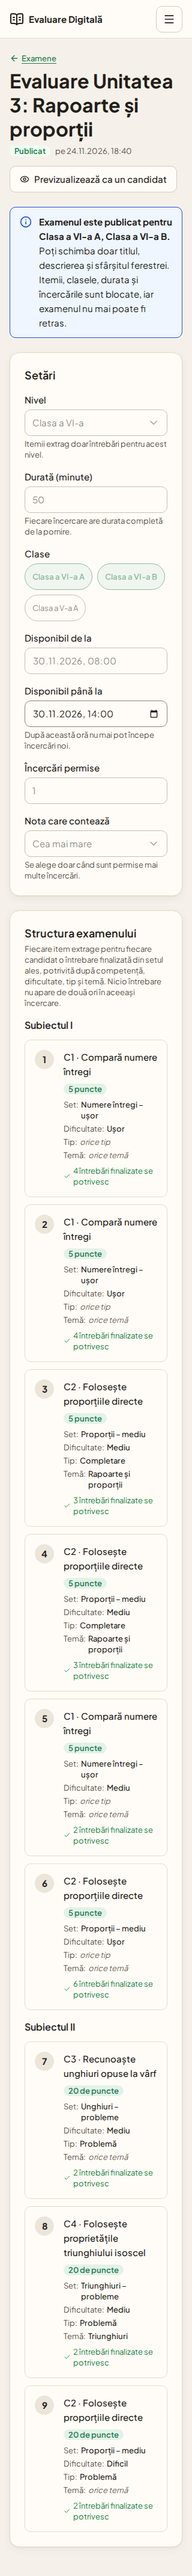 Evaluare Digitală
Examene
Evaluare Unitatea
3: Rapoarte și
proporții
Publicat pe 24.11.2026, 18:40
Previzualizează ca un candidat
Examenul este publicat pentru
Clasa a VI-a A, Clasa a VI-a B.
Poți schimba doar titlul,
descrierea și sfârșitul ferestrei.
Itemii, clasele, durata și
încercările sunt blocate, iar
examenul nu mai poate fi
retras.
Setări
Nivel
Clasa a VI-a
Itemii extrag doar întrebări pentru acest
nivel.
Durată (minute)
50
Fiecare încercare are durata completă
de la pornire.
Clase
Clasa a VI-a A Clasa a VI-a B
Clasa a V-a A
Disponibil de la
30.11.2026, 08:00
Disponibil până la
30.11.2026, 14:00
După această oră nu mai pot începe
încercări noi.
Încercări permise
1
Nota care contează
Cea mai mare
Se alege doar când sunt permise mai
multe încercări.
Structura examenului
Fiecare item extrage pentru fiecare
candidat o întrebare finalizată din setul
ales, potrivită după competență,
dificultate, tip și temă. Nicio întrebare
nu apare de două ori în aceeași
încercare.
Subiectul I
1
C1 · Compară numere
întregi
5 puncte
Set: Numere întregi –
ușor
Dificultate: Ușor
Tip: orice tip
Temă: orice temă
4 întrebări finalizate se
potrivesc
2
C1 · Compară numere
întregi
5 puncte
Set: Numere întregi –
ușor
Dificultate: Ușor
Tip: orice tip
Temă: orice temă
4 întrebări finalizate se
potrivesc
3
C2 · Folosește
proporțiile directe
5 puncte
Set: Proporții – mediu
Dificultate: Mediu
Tip: Completare
Temă: Rapoarte și
proporții
3 întrebări finalizate se
potrivesc
4
C2 · Folosește
proporțiile directe
5 puncte
Set: Proporții – mediu
Dificultate: Mediu
Tip: Completare
Temă: Rapoarte și
proporții
3 întrebări finalizate se
potrivesc
5
C1 · Compară numere
întregi
5 puncte
Set: Numere întregi –
ușor
Dificultate: Mediu
Tip: orice tip
Temă: orice temă
2 întrebări finalizate se
potrivesc
6
C2 · Folosește
proporțiile directe
5 puncte
Set: Proporții – mediu
Dificultate: Ușor
Tip: orice tip
Temă: orice temă
6 întrebări finalizate se
potrivesc
Subiectul II
7
C3 · Recunoaște
unghiuri opuse la vârf
20 de puncte
Set: Unghiuri –
probleme
Dificultate: Mediu
Tip: Problemă
Temă: orice temă
2 întrebări finalizate se
potrivesc
8
C4 · Folosește
proprietățile
triunghiului isoscel
20 de puncte
Set: Triunghiuri –
probleme
Dificultate: Mediu
Tip: Problemă
Temă: Triunghiuri
2 întrebări finalizate se
potrivesc
9
C2 · Folosește
proporțiile directe
20 de puncte
Set: Proporții – mediu
Dificultate: Dificil
Tip: Problemă
Temă: orice temă
2 întrebări finalizate se
potrivesc